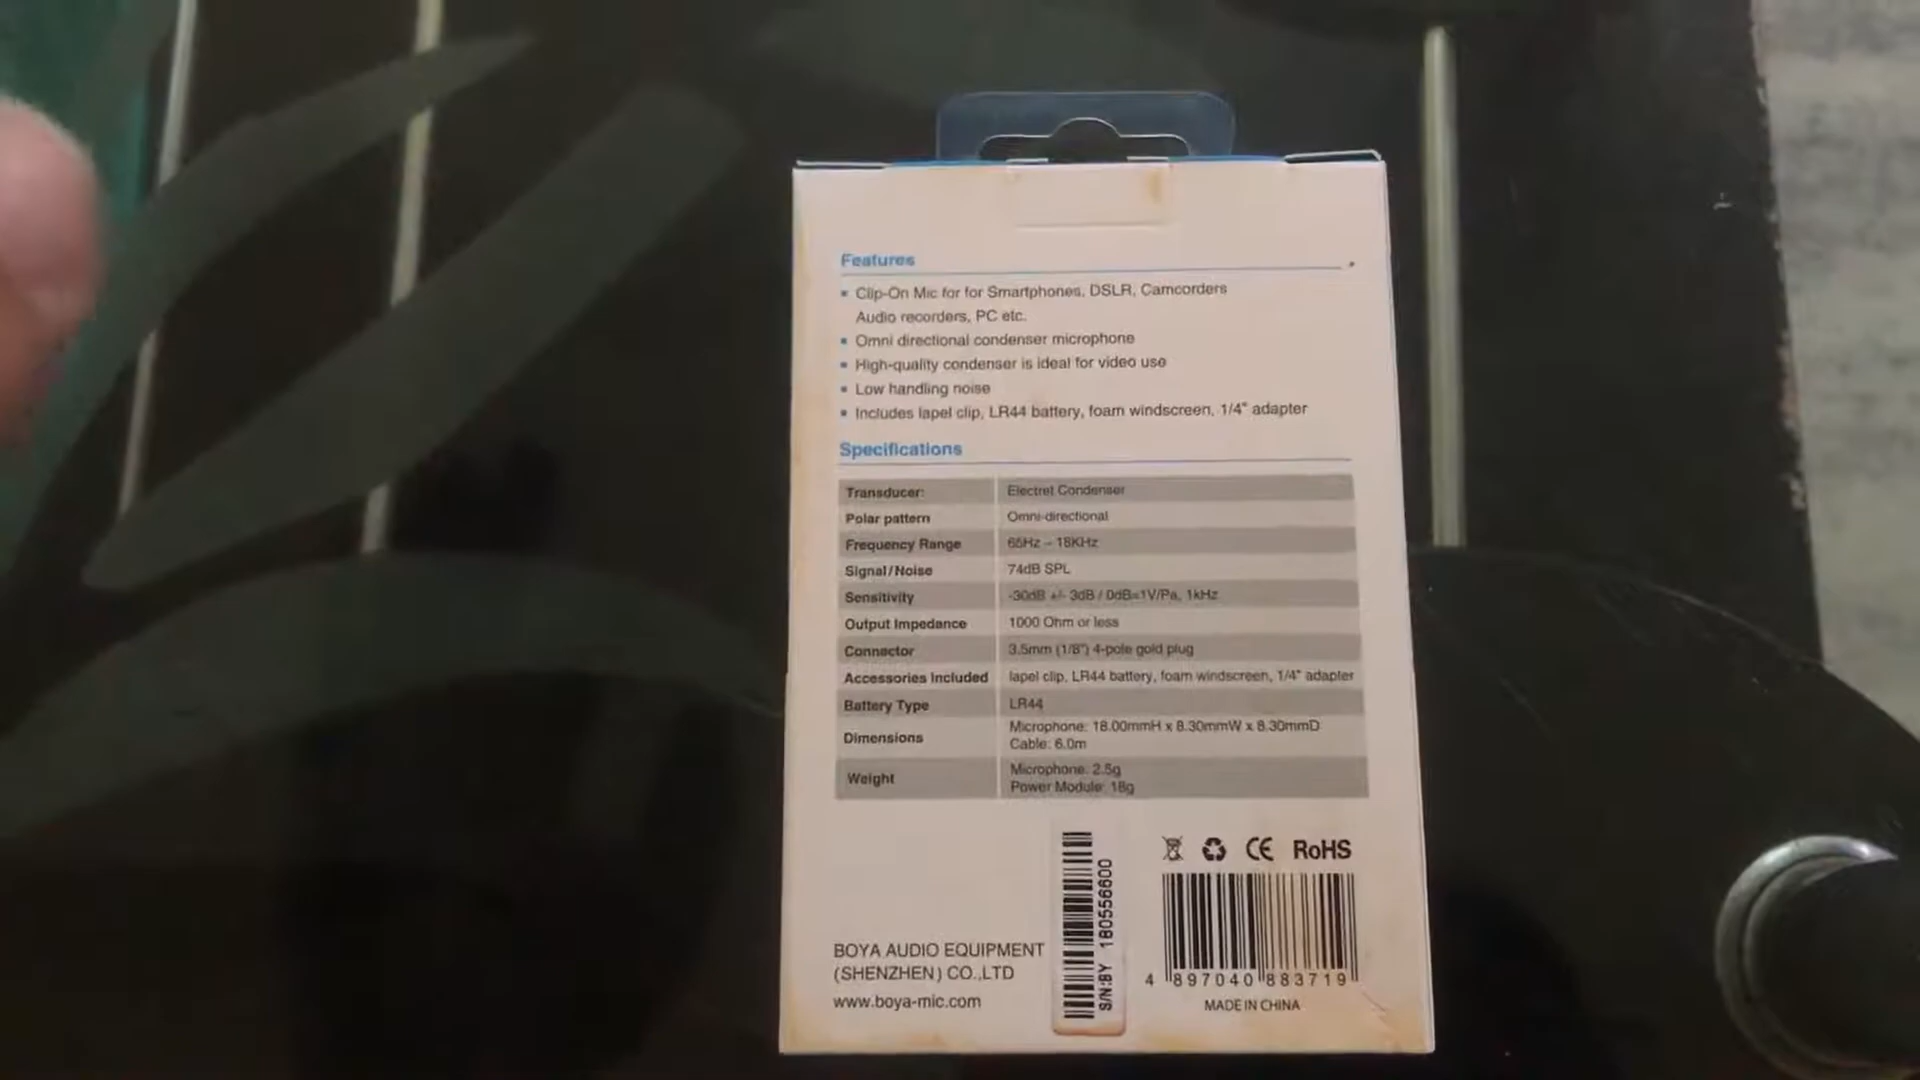 Features
Clip-On Mic for for Smartphones, DSLR, Camcorders
Audio recorders, PC etc.
Omni directional condenser microphone
High-quality condenser is ideal for video use
Low handling noise
Includes lapel clip, LR44 battery, foam windscreen, 1/4" adapter
Specifications
Transducer: Electret Condenser
Polar pattern Omni-directional
Frequency Range 65Hz ~ 18KHz
Signal/Noise 74dB SPL
Sensitivity -30dB +/- 3dB / 0dB=1V/Pa, 1kHz
Output Impedance 1000 Ohm or less
Connector 3.5mm (1/8") 4-pole gold plug
Accessories Included lapel clip, LR44 battery, foam windscreen, 1/4" adapter
Battery Type LR44
Dimensions Microphone: 18.00mmH x 8.30mmW x 8.30mmD
Cable: 6.0m
Weight Microphone: 2.5g
Power Module: 18g
CE RoHS
BOYA AUDIO EQUIPMENT
(SHENZHEN) CO.,LTD
www.boya-mic.com
S/N:BY 180556600
4 897040 883719
MADE IN CHINA